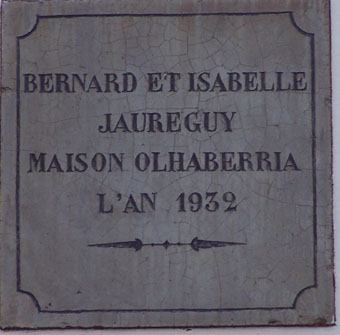 BERNARD ET ISABELLE
JAUREGUY
MAISON OLHABERRIA
L'AN 1932